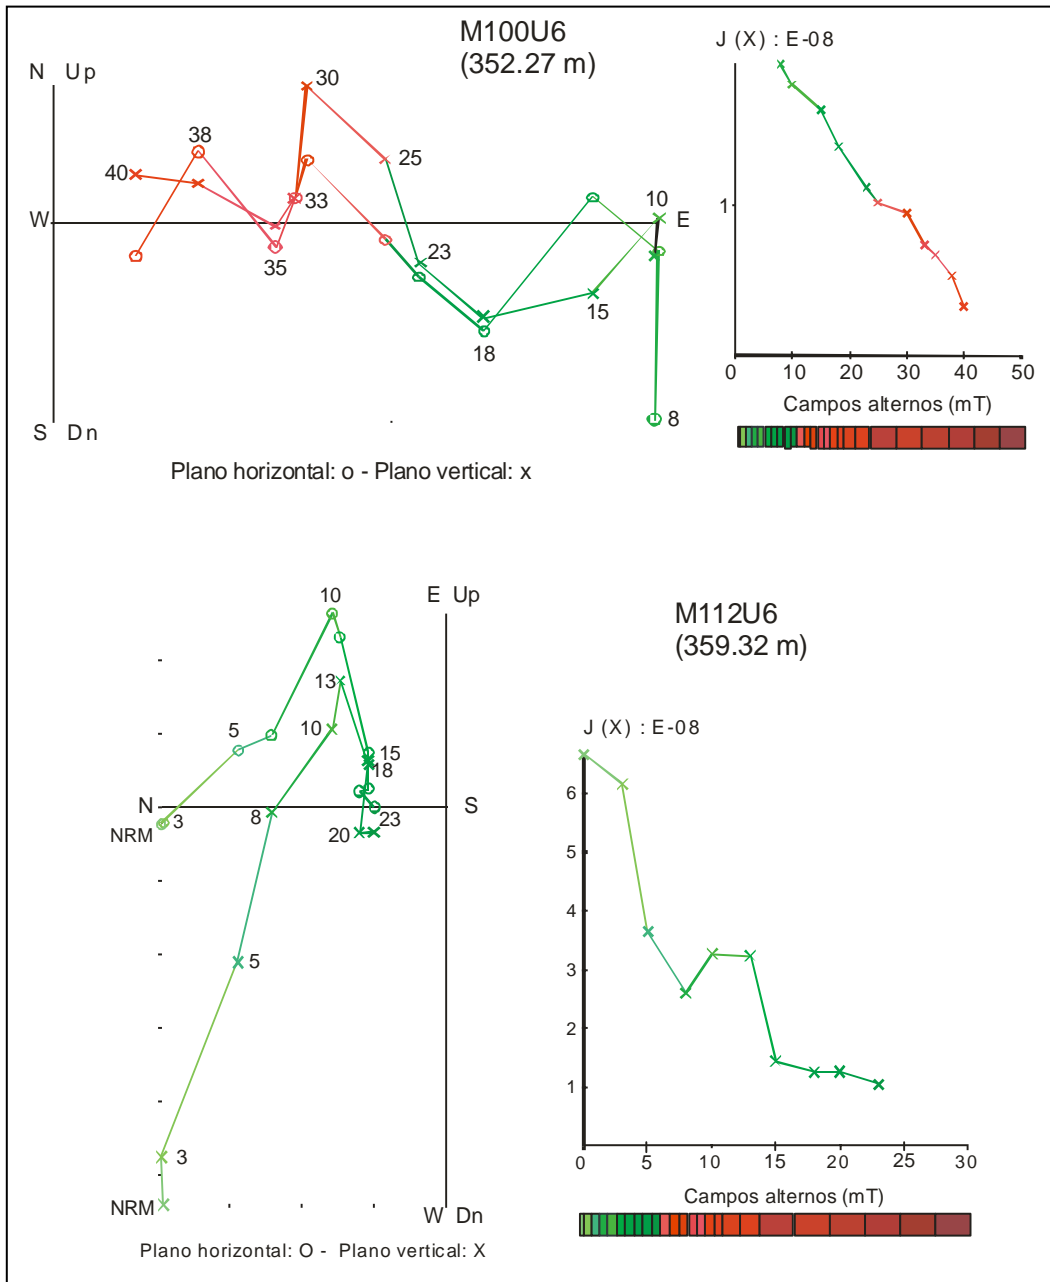 M100U6
(352.27 m)
J (X) : E-08
N Up
30
38
25
40
33
10
W
E
1
35
23
15
18
8
S Dn
0 10 20 30 40 50
Campos alternos (mT)
Plano horizontal: o - Plano vertical: x
10
E Up
M112U6
(359.32 m)
13
5
10
15
18
J (X) : E-08
N
S
3
8
NRM
20
23
6
5
5
4
3
2
1
3
NRM
W Dn
0 5 10 15 20 25 30
Campos alternos (mT)
Plano horizontal: O - Plano vertical: X